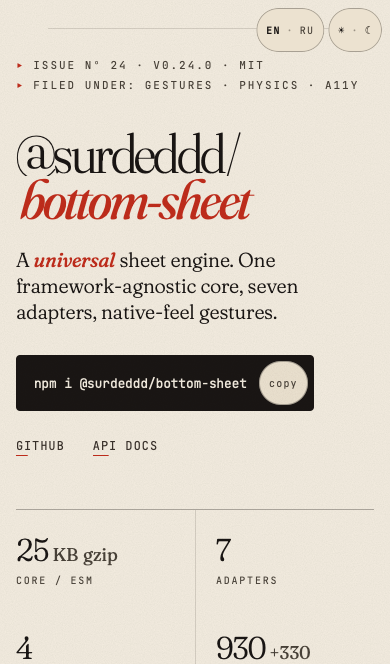 EN · RU
☀ · ☾
▸ ISSUE N° 24 · V0.24.0 · MIT
▸ FILED UNDER: GESTURES · PHYSICS · A11Y
@surdeddd/
bottom-sheet
A universal sheet engine. One
framework-agnostic core, seven
adapters, native-feel gestures.
npm i @surdeddd/bottom-sheet copy
GITHUB API DOCS
25 KB gzip
CORE / ESM
7
ADAPTERS
4
930 +330